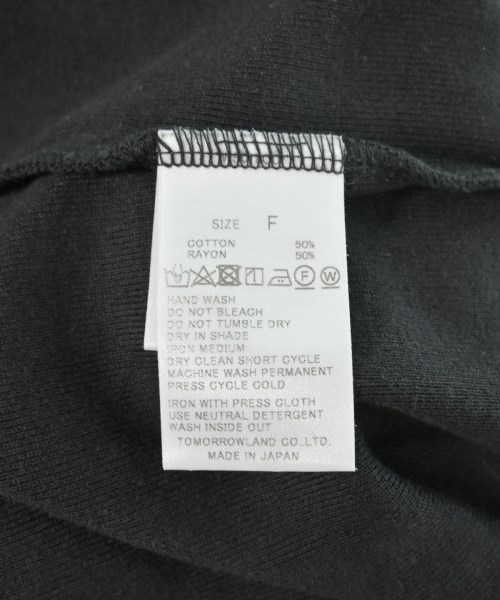 SIZE F
COTTON 50%
RAYON 50%
HAND WASH
DO NOT BLEACH
DO NOT TUMBLE DRY
DRY IN SHADE
IRON MEDIUM
DRY CLEAN SHORT CYCLE
MACHINE WASH PERMANENT
PRESS CYCLE COLD
IRON WITH PRESS CLOTH
USE NEUTRAL DETERGENT
WASH INSIDE OUT
TOMORROWLAND CO.,LTD.
MADE IN JAPAN